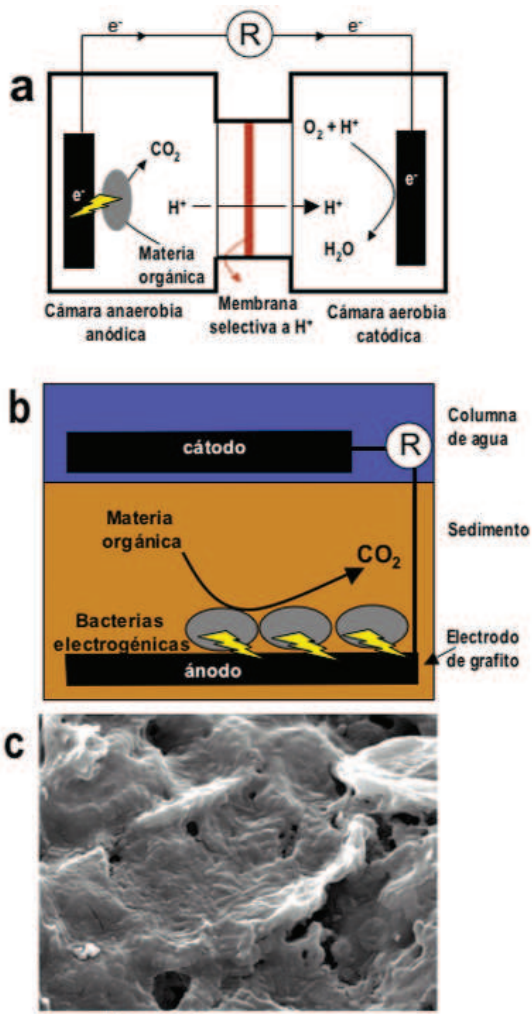 a
e-
R
e-
e-
CO2
Materia
orgánica
H+
H+
O2 + H+
H2O
e-
Cámara anaerobia
anódica
Membrana
selectiva a H+
Cámara aerobia
catódica
b
cátodo
R
Columna
de agua
Materia
orgánica
CO2
Sedimento
Bacterias
electrogénicas
ánodo
Electrodo
de grafito
c